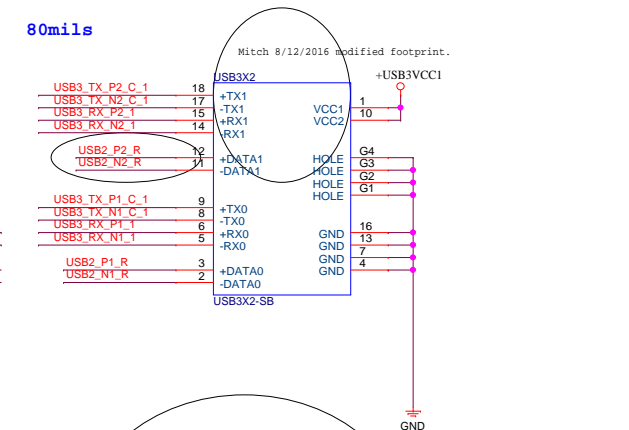 80mils
Mitch 8/12/2016 modified footprint.
USB3X2
+USB3VCC1
USB3_TX_P2_C_1 18 +TX1
USB3_TX_N2_C_1 17 -TX1 VCC1 1
USB3_RX_P2_1 15 +RX1 VCC2 10
USB3_RX_N2_1 14 -RX1
USB2_P2_R 12 +DATA1 HOLE G4
USB2_N2_R 11 -DATA1 HOLE G3
HOLE G2
HOLE G1
USB3_TX_P1_C_1 9 +TX0
USB3_TX_N1_C_1 8 -TX0
USB3_RX_P1_1 6 +RX0 GND 16
USB3_RX_N1_1 5 -RX0 GND 13
GND 7
USB2_P1_R 3 +DATA0 GND 4
USB2_N1_R 2 -DATA0
USB3X2-SB
GND